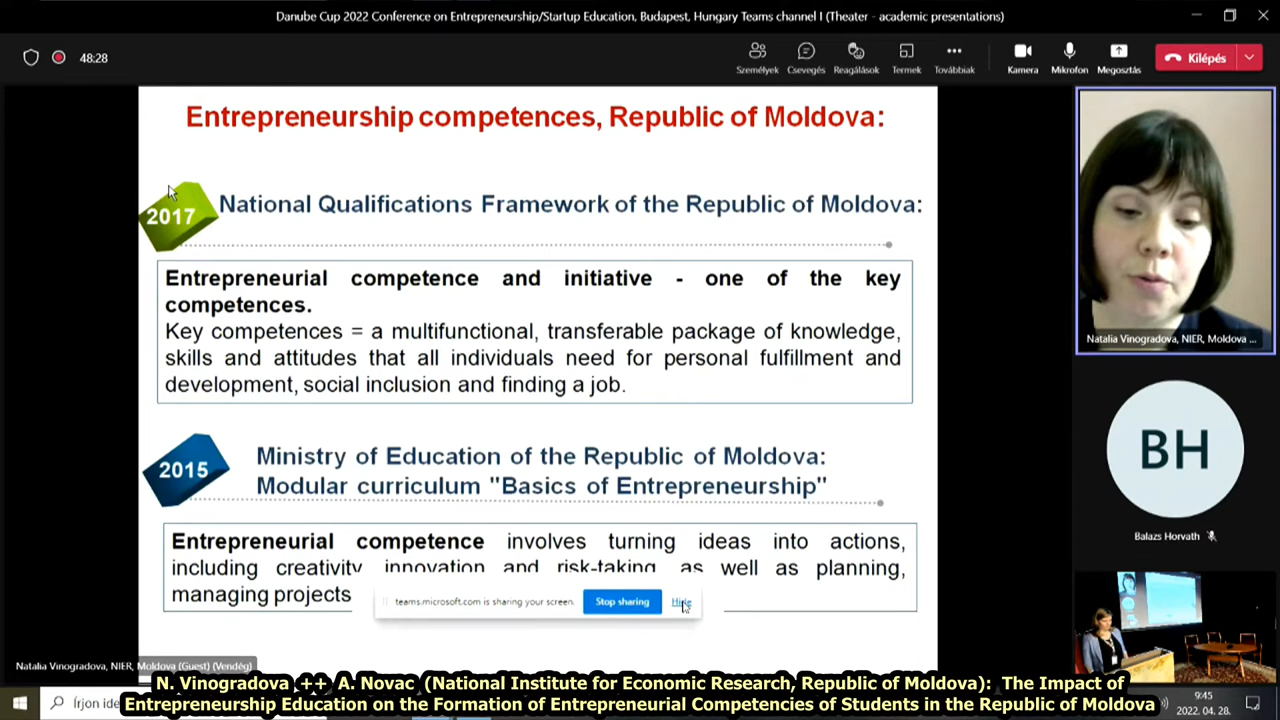 Danube Cup 2022 Conference on Entrepreneurship/Startup Education, Budapest, Hungary Teams channel I (Theater - academic presentations)
48:28
Személyek
Csevegés
Reagálások
Termek
Továbbiak
Kamera
Mikrofon
Megosztás
Kilépés
Entrepreneurship competences, Republic of Moldova:
2017
National Qualifications Framework of the Republic of Moldova:
Entrepreneurial competence and initiative - one of the key
competences.
Key competences = a multifunctional, transferable package of knowledge,
skills and attitudes that all individuals need for personal fulfillment and
development, social inclusion and finding a job.
2015
Ministry of Education of the Republic of Moldova:
Modular curriculum "Basics of Entrepreneurship"
Entrepreneurial competence involves turning ideas into actions,
including creativity innovation and risk-taking, as well as planning,
managing projects
teams.microsoft.com is sharing your screen.
Stop sharing
Hide
Natalia Vinogradova, NIER, Moldova ...
BH
Balazs Horvath
Natalia Vinogradova, NIER, Moldova (Guest) (Vendég)
N. Vinogradova ++ A. Novac (National Institute for Economic Research, Republic of Moldova): The Impact of
Entrepreneurship Education on the Formation of Entrepreneurial Competencies of Students in the Republic of Moldova
Írjon ide
9:45
2022. 04. 28.